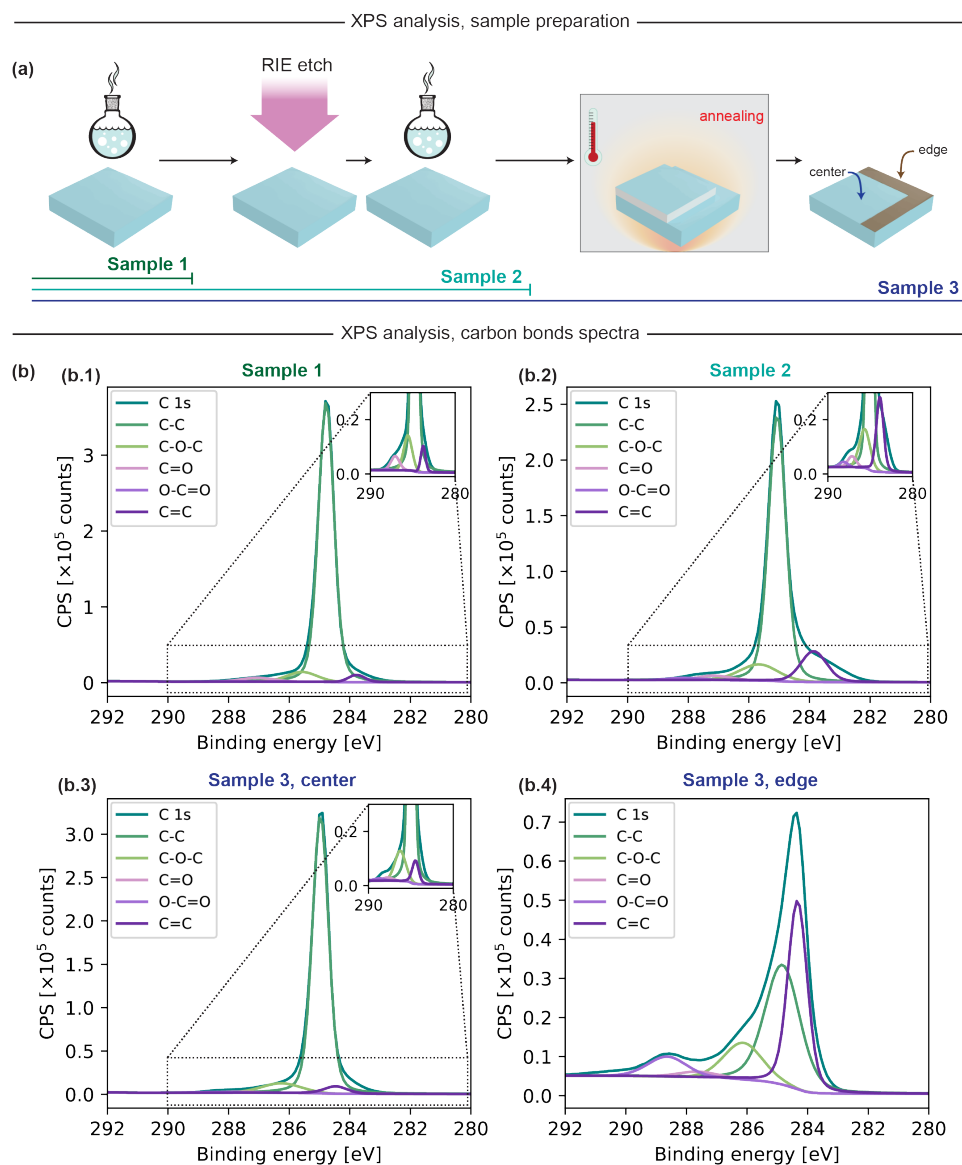 XPS analysis, sample preparation
(a)
RIE etch
annealing
edge
center
Sample 1
Sample 2
Sample 3
XPS analysis, carbon bonds spectra
(b)
(b.1)
Sample 1
C 1s
C-C
C-O-C
C=O
O-C=O
C=C
0.2
0.0
290
280
CPS [×10⁵ counts]
3
2
1
0
292
290
288
286
284
282
280
Binding energy [eV]
(b.2)
Sample 2
C 1s
C-C
C-O-C
C=O
O-C=O
C=C
0.2
0.0
290
280
CPS [×10⁵ counts]
2.5
2.0
1.5
1.0
0.5
0.0
292
290
288
286
284
282
280
Binding energy [eV]
(b.3)
Sample 3, center
C 1s
C-C
C-O-C
C=O
O-C=O
C=C
0.2
0.0
290
280
CPS [×10⁵ counts]
3.0
2.5
2.0
1.5
1.0
0.5
0.0
292
290
288
286
284
282
280
Binding energy [eV]
(b.4)
Sample 3, edge
C 1s
C-C
C-O-C
C=O
O-C=O
C=C
CPS [×10⁵ counts]
0.7
0.6
0.5
0.4
0.3
0.2
0.1
0.0
292
290
288
286
284
282
280
Binding energy [eV]